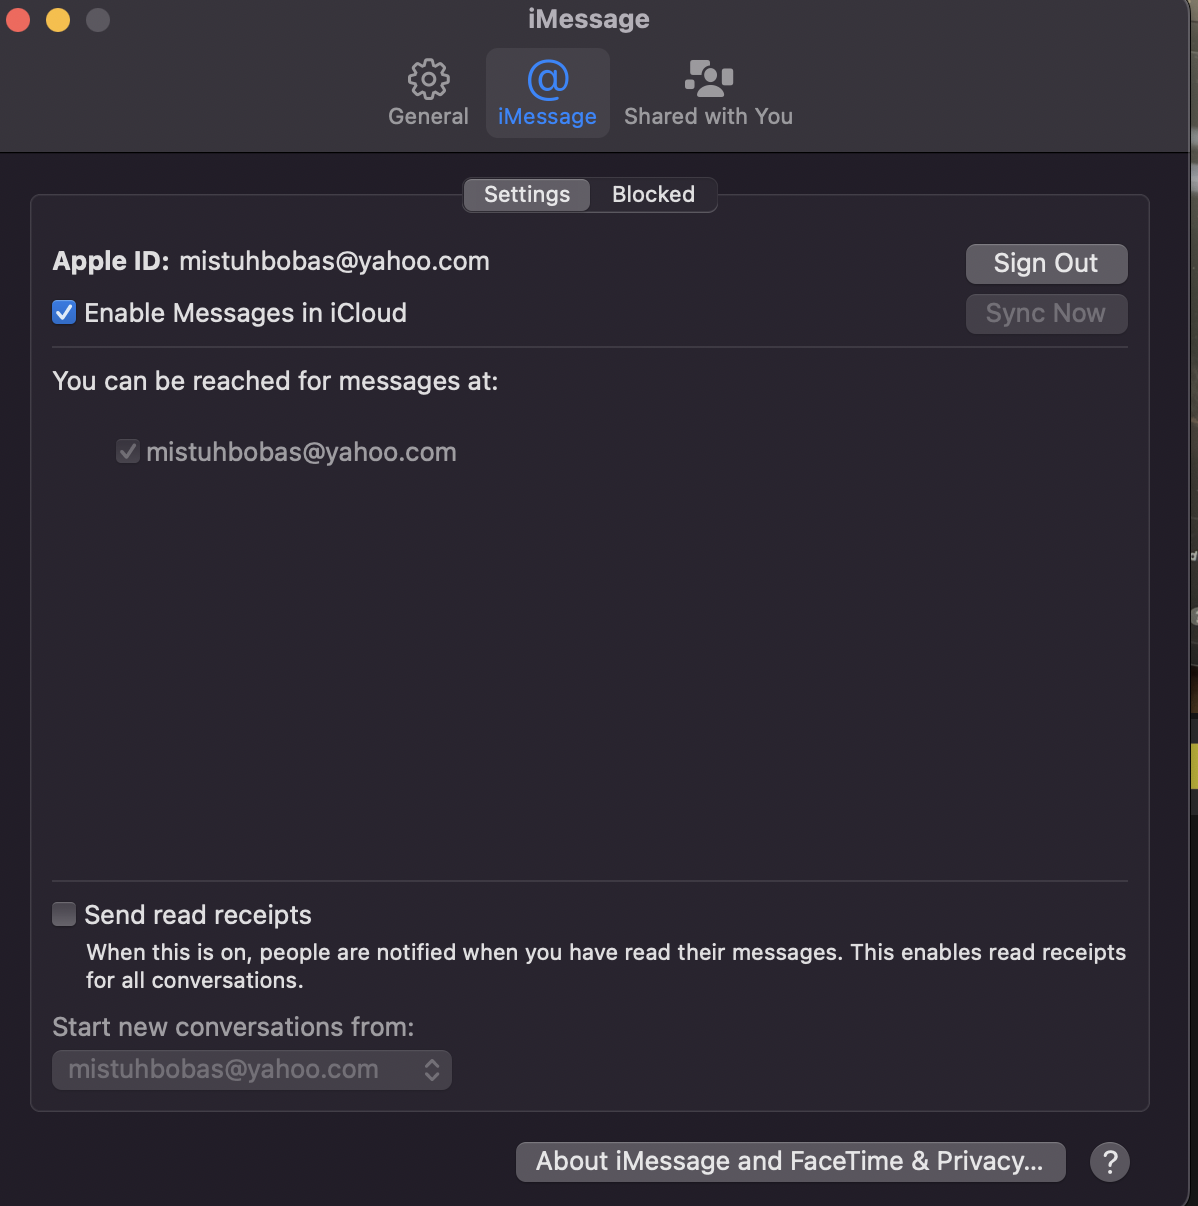 iMessage
General
iMessage
Shared with You
Settings
Blocked
Apple ID: mistuhbobas@yahoo.com
Sign Out
Enable Messages in iCloud
Sync Now
You can be reached for messages at:
mistuhbobas@yahoo.com
Send read receipts
When this is on, people are notified when you have read their messages. This enables read receipts
for all conversations.
Start new conversations from:
mistuhbobas@yahoo.com
About iMessage and FaceTime & Privacy...
?